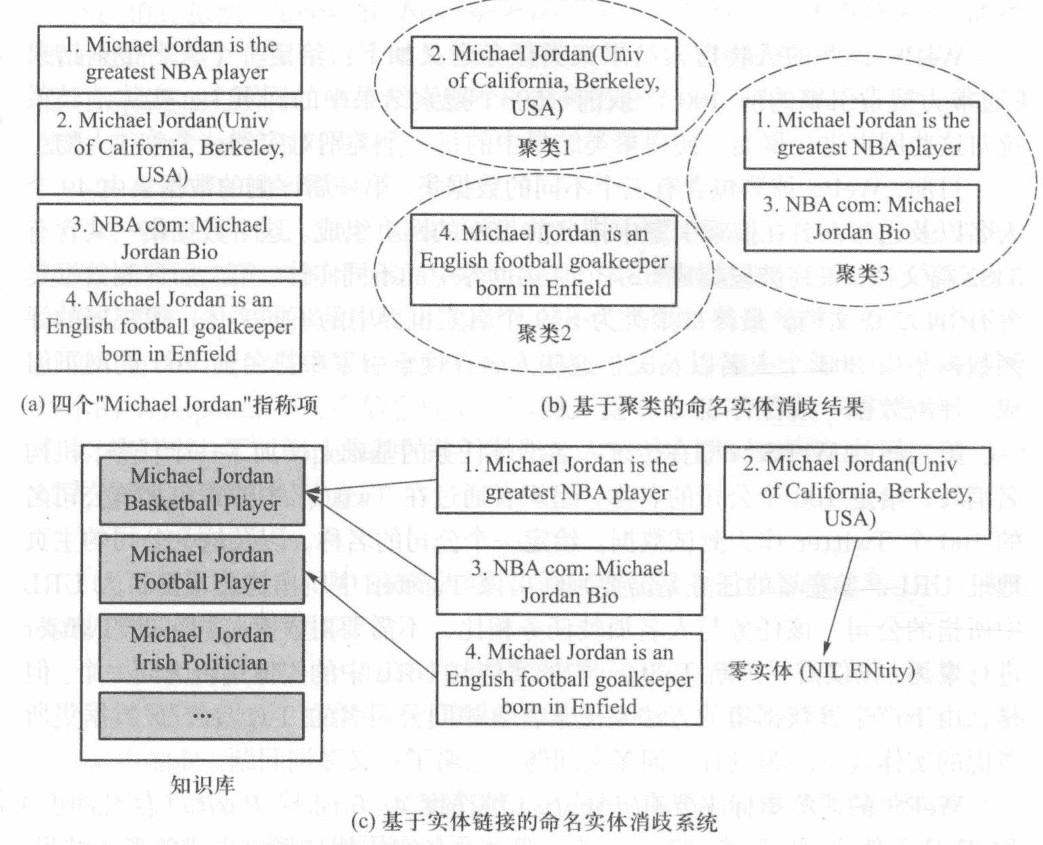 1. Michael Jordan is the
greatest NBA player
2. Michael Jordan(Univ
of California, Berkeley,
USA)
3. NBA com: Michael
Jordan Bio
4. Michael Jordan is an
English football goalkeeper
born in Enfield
(a) 四个"Michael Jordan"指称项
2. Michael Jordan(Univ
of California, Berkeley,
USA)
聚类1
4. Michael Jordan is an
English football goalkeeper
born in Enfield
聚类2
1. Michael Jordan is the
greatest NBA player
3. NBA com: Michael
Jordan Bio
聚类3
(b) 基于聚类的命名实体消歧结果
Michael Jordan
Basketball Player
Michael Jordan
Football Player
Michael Jordan
Irish Politician
...
知识库
1. Michael Jordan is the
greatest NBA player
3. NBA com: Michael
Jordan Bio
4. Michael Jordan is an
English football goalkeeper
born in Enfield
2. Michael Jordan(Univ
of California, Berkeley,
USA)
零实体 (NIL ENtity)
(c) 基于实体链接的命名实体消歧系统